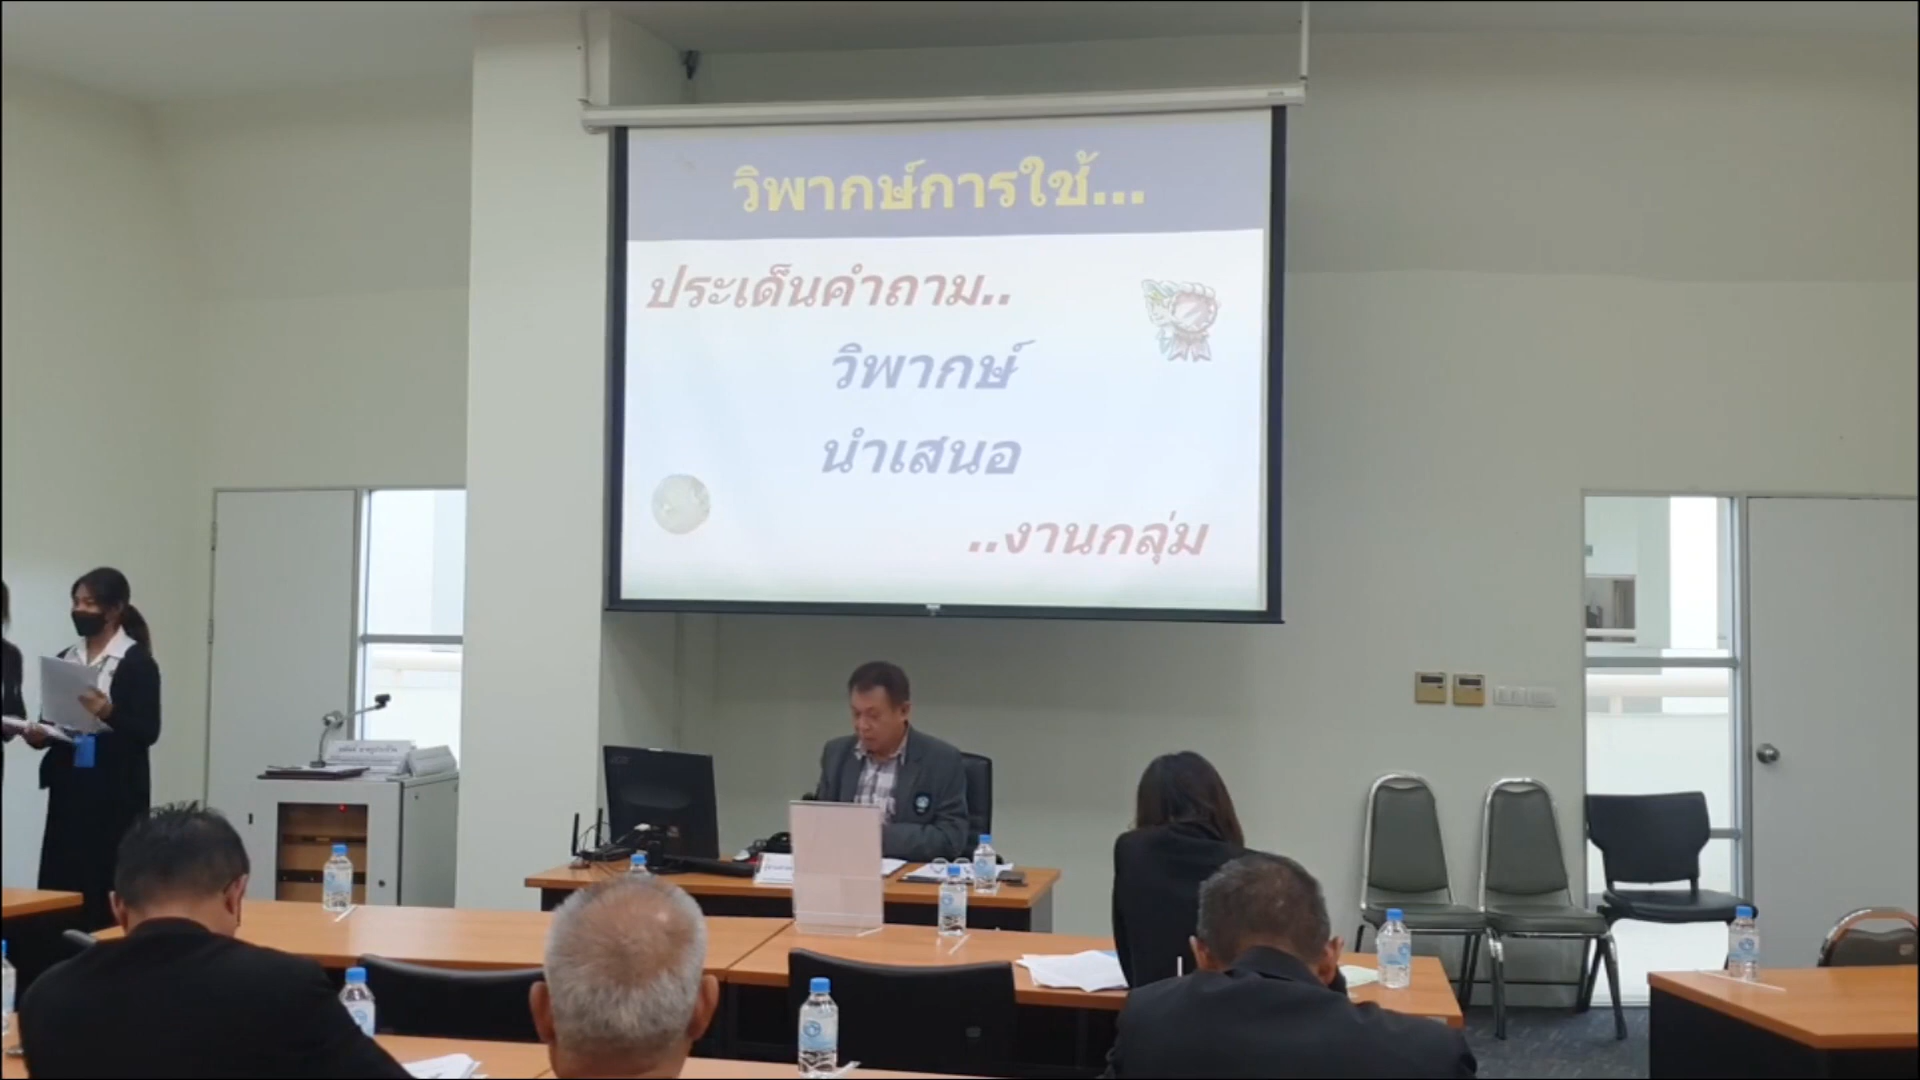 วิพากษ์การใช้...
ประเด็นคำถาม..
วิพากษ์
นำเสนอ
..งานกลุ่ม